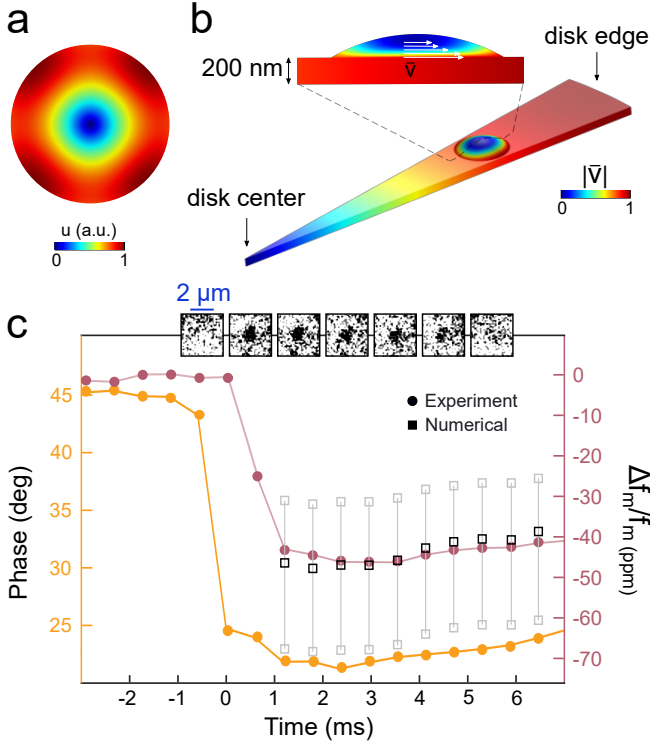 a
b
disk edge
200 nm
v̄
disk center
|v̄|
0 1
u (a.u.)
0 1
2 μm
c
Experiment
Numerical
Phase (deg)
45
40
35
30
25
0
-10
-20
-30
-40
-50
-60
-70
Δfₘ/fₘ (ppm)
-2 -1 0 1 2 3 4 5 6
Time (ms)